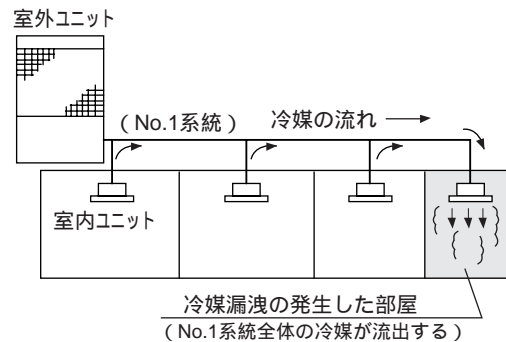 室外ユニット
（No.1系統） 冷媒の流れ
室内ユニット
冷媒漏洩の発生した部屋
（No.1系統全体の冷媒が流出する）